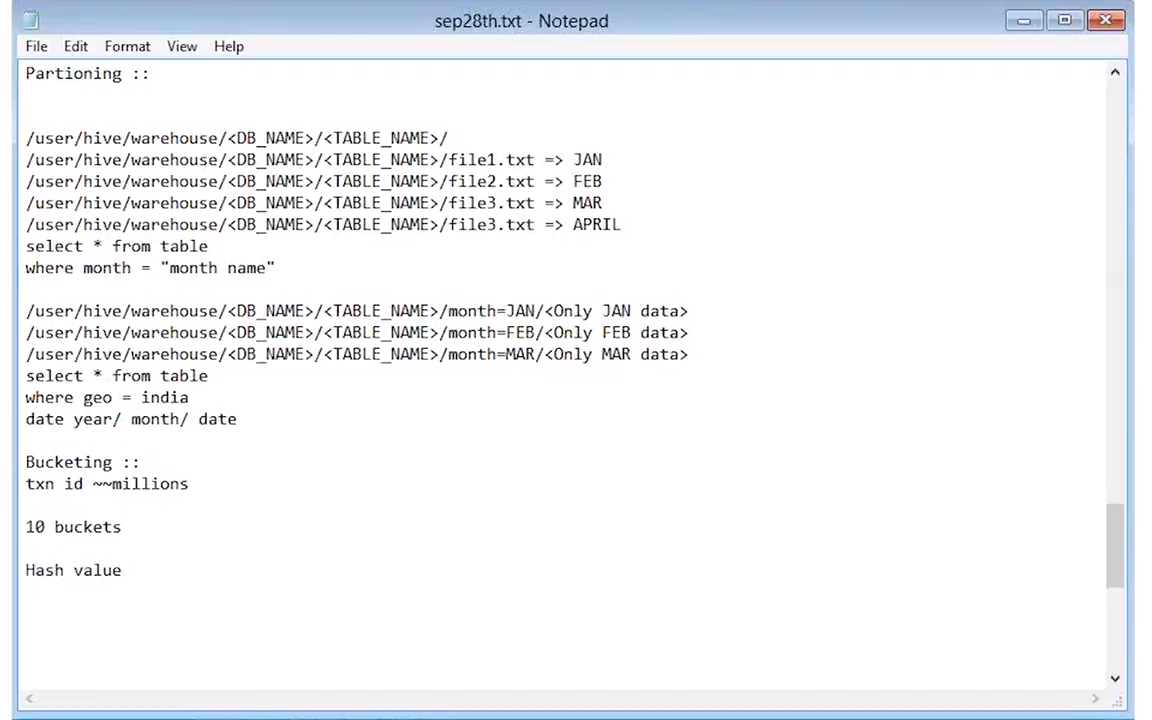 sep28th.txt - Notepad
File Edit Format View Help
Partioning ::
/user/hive/warehouse/<DB_NAME>/<TABLE_NAME>/
/user/hive/warehouse/<DB_NAME>/<TABLE_NAME>/file1.txt => JAN
/user/hive/warehouse/<DB_NAME>/<TABLE_NAME>/file2.txt => FEB
/user/hive/warehouse/<DB_NAME>/<TABLE_NAME>/file3.txt => MAR
/user/hive/warehouse/<DB_NAME>/<TABLE_NAME>/file3.txt => APRIL
select * from table
where month = "month name"
/user/hive/warehouse/<DB_NAME>/<TABLE_NAME>/month=JAN/<Only JAN data>
/user/hive/warehouse/<DB_NAME>/<TABLE_NAME>/month=FEB/<Only FEB data>
/user/hive/warehouse/<DB_NAME>/<TABLE_NAME>/month=MAR/<Only MAR data>
select * from table
where geo = india
date year/ month/ date
Bucketing ::
txn id ~~millions
10 buckets
Hash value